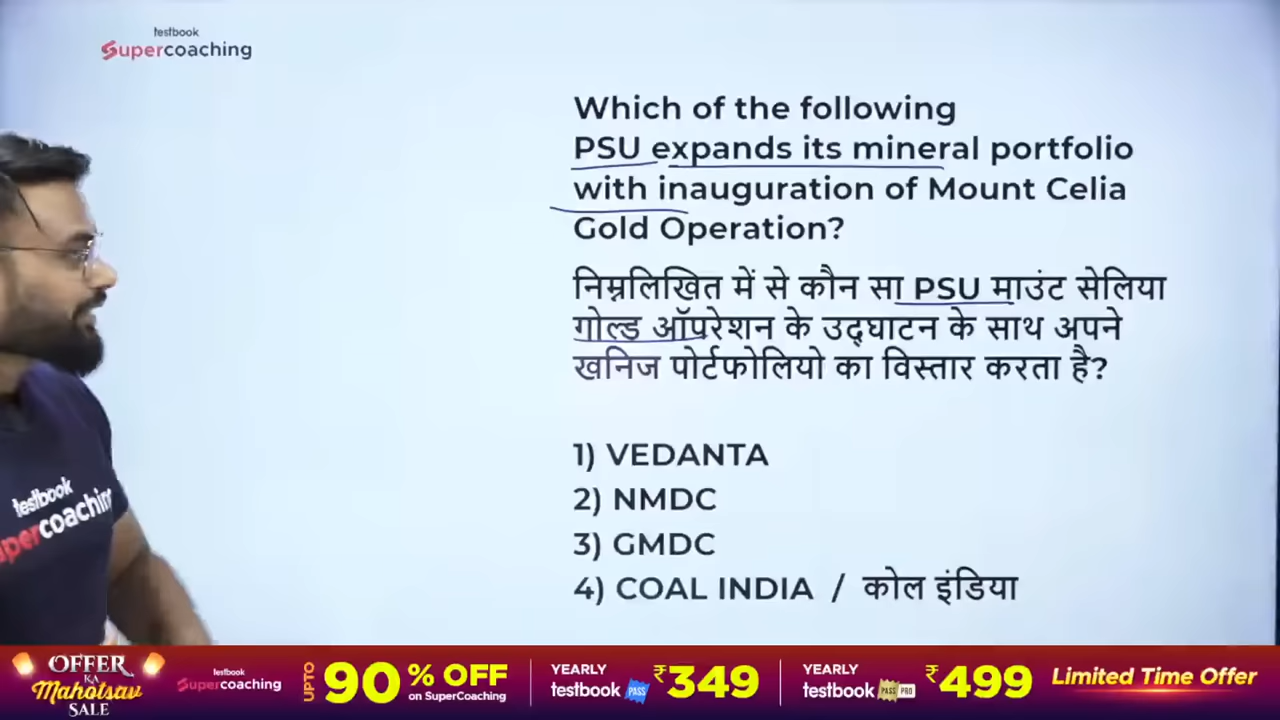 testbook
Supercoaching
Which of the following
PSU expands its mineral portfolio
with inauguration of Mount Celia
Gold Operation?
निम्नलिखित में से कौन सा PSU माउंट सेलिया
गोल्ड ऑपरेशन के उद्घाटन के साथ अपने
खनिज पोर्टफोलियो का विस्तार करता है?
1) VEDANTA
2) NMDC
3) GMDC
4) COAL INDIA / कोल इंडिया
testbook
percoaching
OFFER
KA
Mahotsav
SALE
testbook
Supercoaching
UPTO 90% OFF
on SuperCoaching
YEARLY
testbook PASS
₹349
YEARLY
testbook PASS PRO
₹499
Limited Time Offer